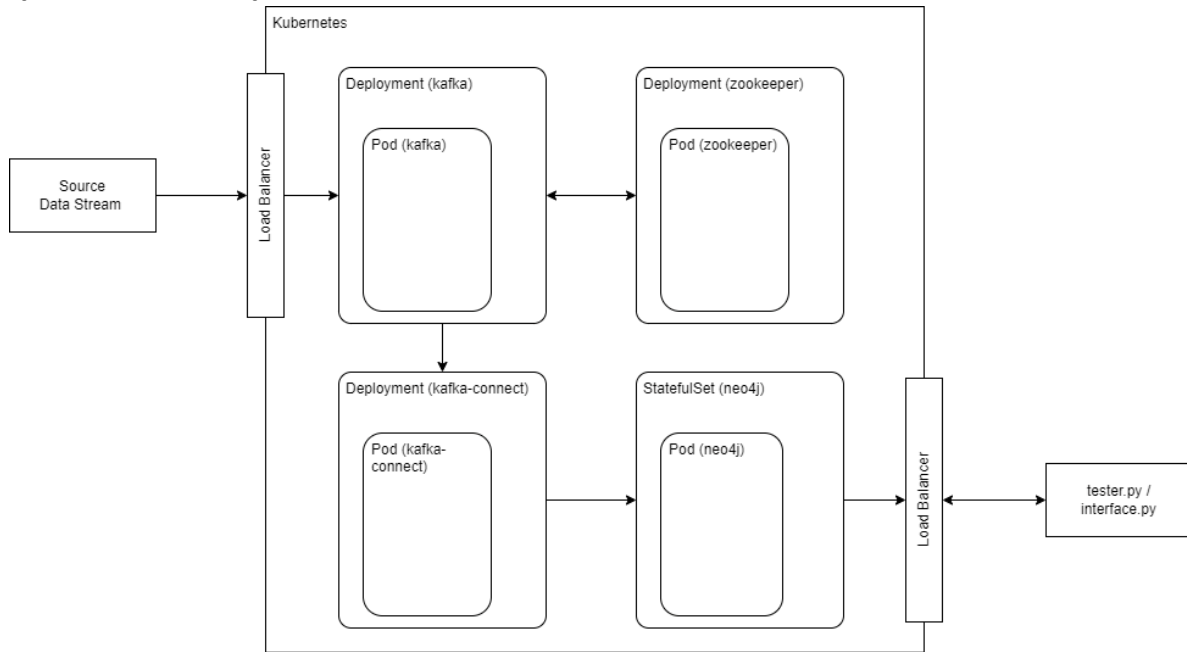 Kubernetes
Deployment (kafka)
Pod (kafka)
Deployment (zookeeper)
Pod (zookeeper)
Source
Data Stream
Load Balancer
Deployment (kafka-connect)
Pod (kafka-
connect)
StatefulSet (neo4j)
Pod (neo4j)
Load Balancer
tester.py /
interface.py